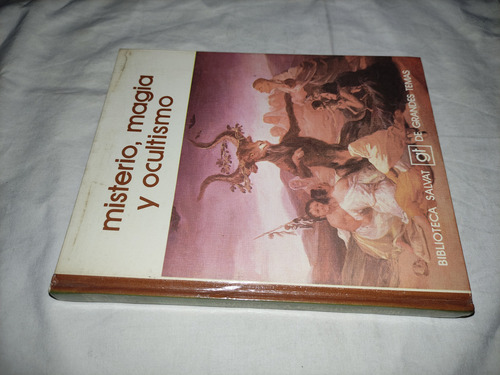 misterio, magia
y ocultismo
BIBLIOTECA SALVAT gt DE GRANDES TEMAS